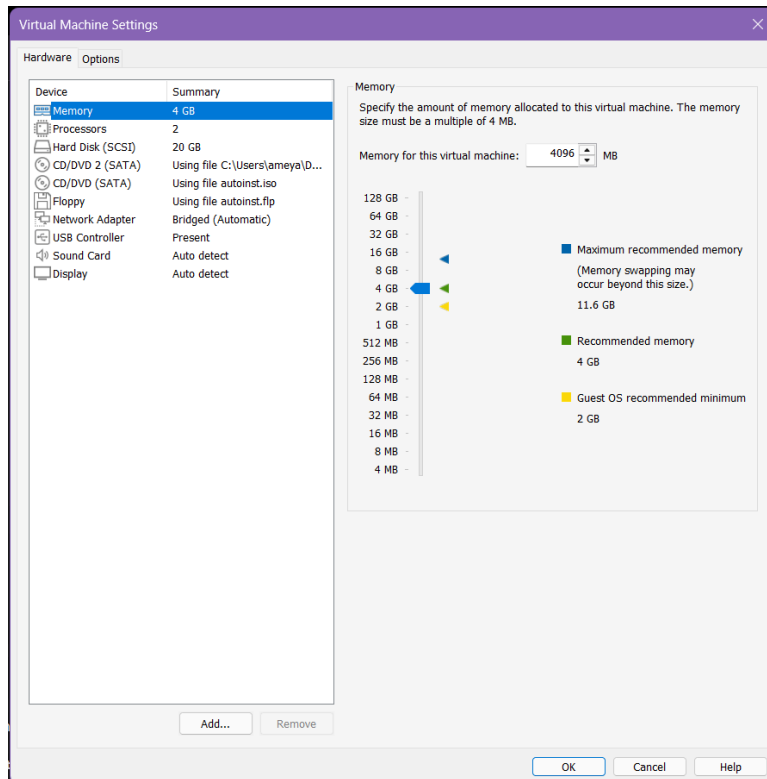 Virtual Machine Settings
Hardware Options
Device Summary
Memory 4 GB
Processors 2
Hard Disk (SCSI) 20 GB
CD/DVD 2 (SATA) Using file C:\Users\ameya\D...
CD/DVD (SATA) Using file autoinst.iso
Floppy Using file autoinst.flp
Network Adapter Bridged (Automatic)
USB Controller Present
Sound Card Auto detect
Display Auto detect
Add... Remove
Memory
Specify the amount of memory allocated to this virtual machine. The memory
size must be a multiple of 4 MB.
Memory for this virtual machine: 4096 MB
128 GB
64 GB
32 GB
16 GB
8 GB
4 GB
2 GB
1 GB
512 MB
256 MB
128 MB
64 MB
32 MB
16 MB
8 MB
4 MB
Maximum recommended memory
(Memory swapping may
occur beyond this size.)
11.6 GB
Recommended memory
4 GB
Guest OS recommended minimum
2 GB
OK Cancel Help